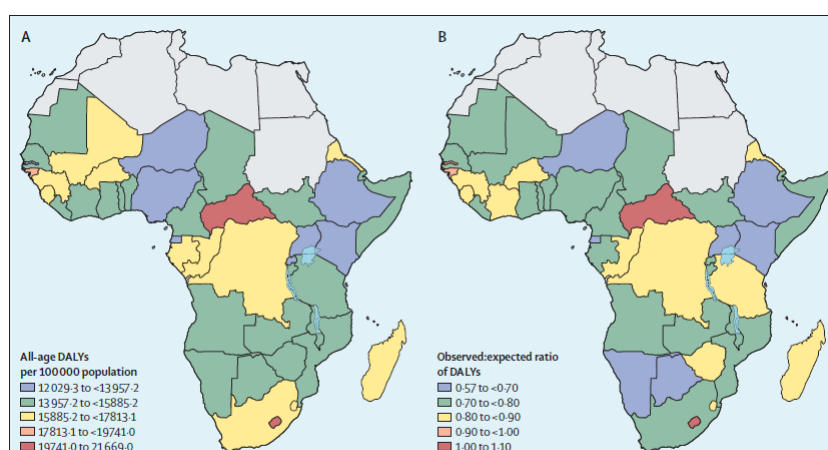 A
B
All-age DALYs
per 100 000 population
12 029·3 to <13 957·2
13 957·2 to <15 885·2
15 885·2 to <17 813·1
17 813·1 to <19 741·0
19 741·0 to 21 669·0
Observed:expected ratio
of DALYs
0·57 to <0·70
0·70 to <0·80
0·80 to <0·90
0·90 to <1·00
1·00 to 1·10